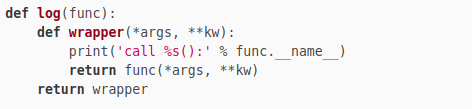 def log(func):
    def wrapper(*args, **kw):
        print('call %s():' % func.__name__)
        return func(*args, **kw)
    return wrapper